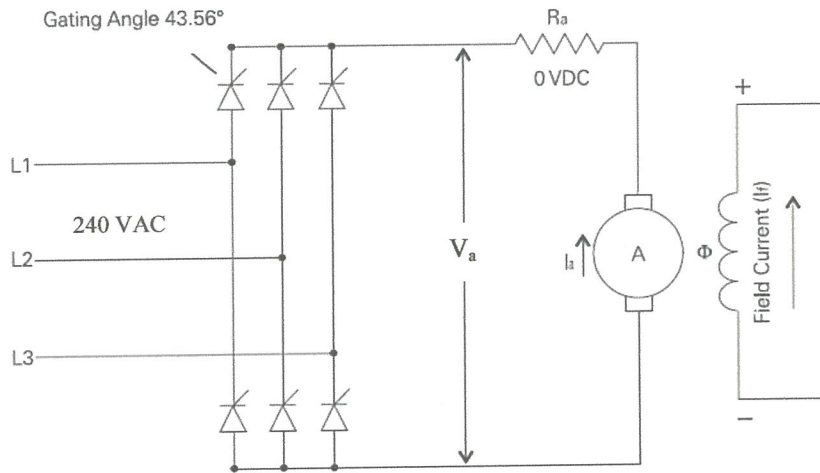 Gating Angle 43.56°
Ra
0 VDC
+
L1
240 VAC
L2
Va
Ia
A
Φ
Field Current (If)
L3
−